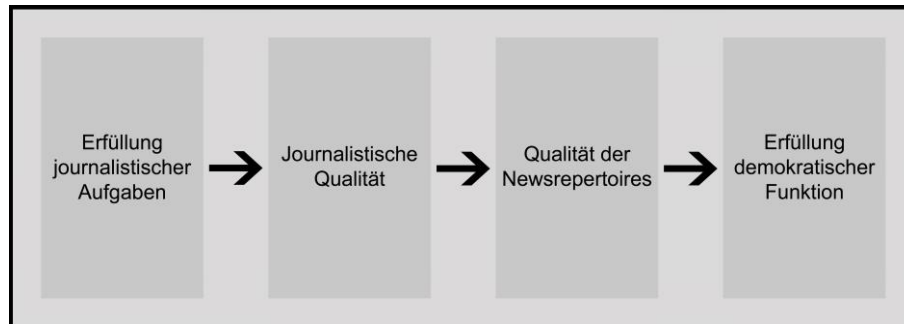 Erfüllung
journalistischer
Aufgaben
Journalistische
Qualität
Qualität der
Newsrepertoires
Erfüllung
demokratischer
Funktion